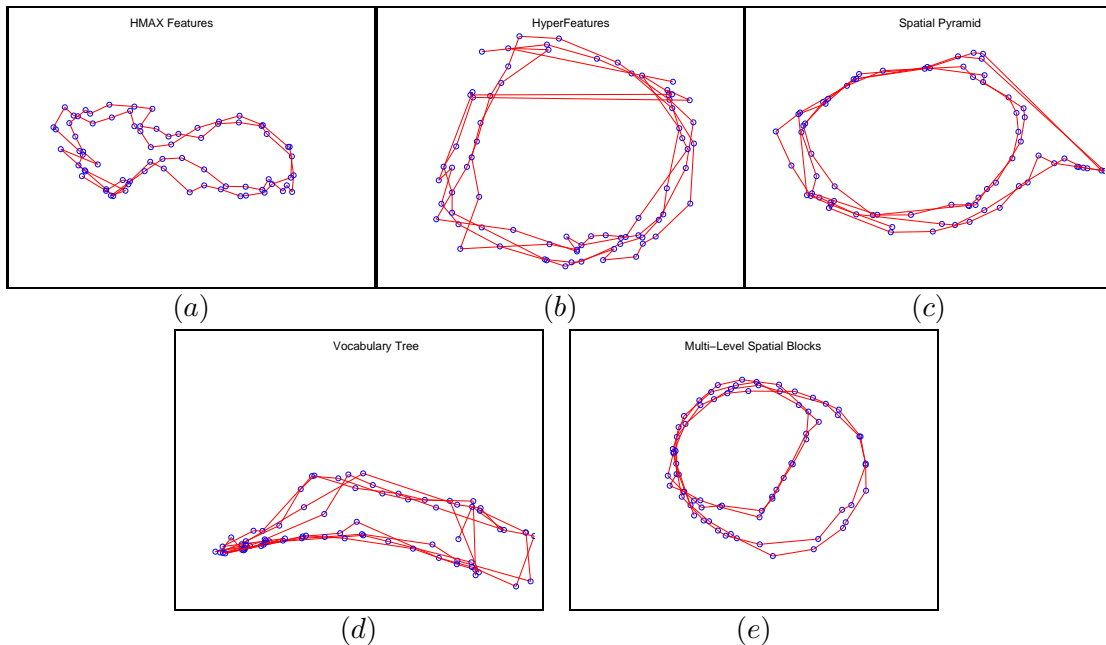 HMAX Features
HyperFeatures
Spatial Pyramid
(a)
(b)
(c)
Vocabulary Tree
Multi−Level Spatial Blocks
(d)
(e)